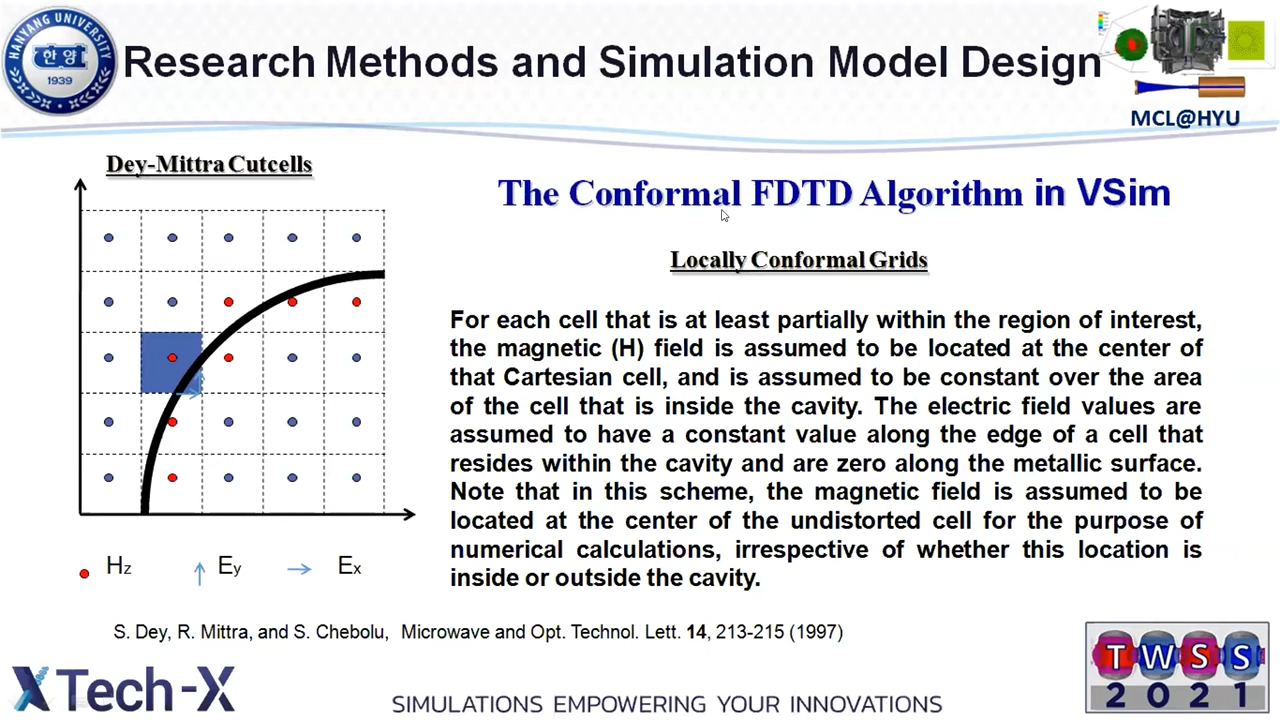 HANYANG UNIVERSITY
한양
1939
Research Methods and Simulation Model Design
MCL@HYU
Dey-Mittra Cutcells
The Conformal FDTD Algorithm in VSim
Locally Conformal Grids
For each cell that is at least partially within the region of interest,
the magnetic (H) field is assumed to be located at the center of
that Cartesian cell, and is assumed to be constant over the area
of the cell that is inside the cavity. The electric field values are
assumed to have a constant value along the edge of a cell that
resides within the cavity and are zero along the metallic surface.
Note that in this scheme, the magnetic field is assumed to be
located at the center of the undistorted cell for the purpose of
numerical calculations, irrespective of whether this location is
inside or outside the cavity.
Hz Ey Ex
S. Dey, R. Mittra, and S. Chebolu, Microwave and Opt. Technol. Lett. 14, 213-215 (1997)
Tech-X
SIMULATIONS EMPOWERING YOUR INNOVATIONS
TWSS
2021